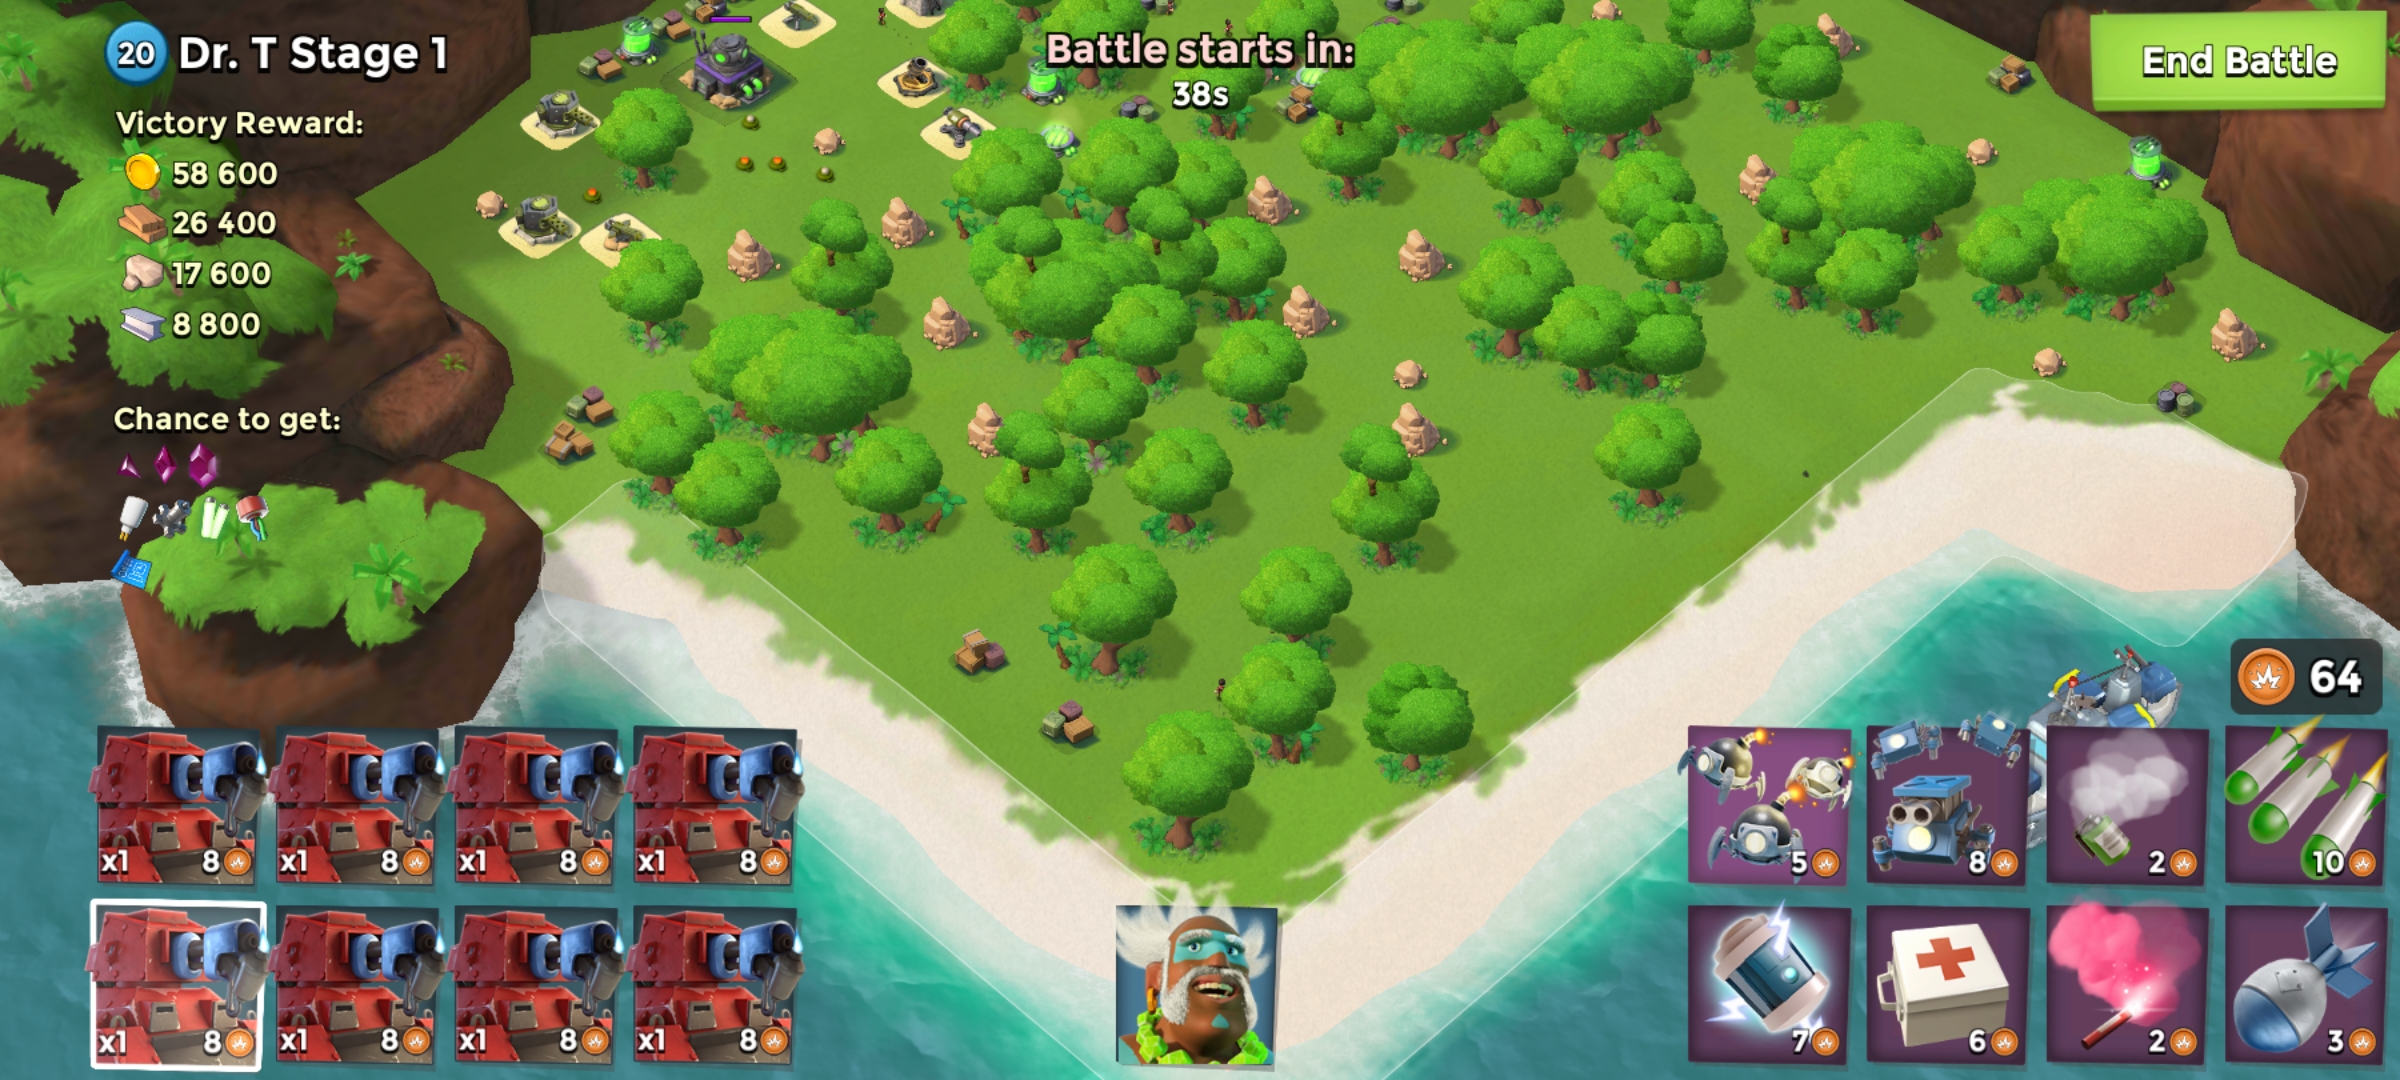 20 Dr. T Stage 1
Victory Reward:
58 600
26 400
17 600
8 800
Chance to get:
Battle starts in:
38s
End Battle
64
x1 8 x1 8 x1 8 x1 8
x1 8 x1 8 x1 8 x1 8
5 8 2 10
7 6 2 3